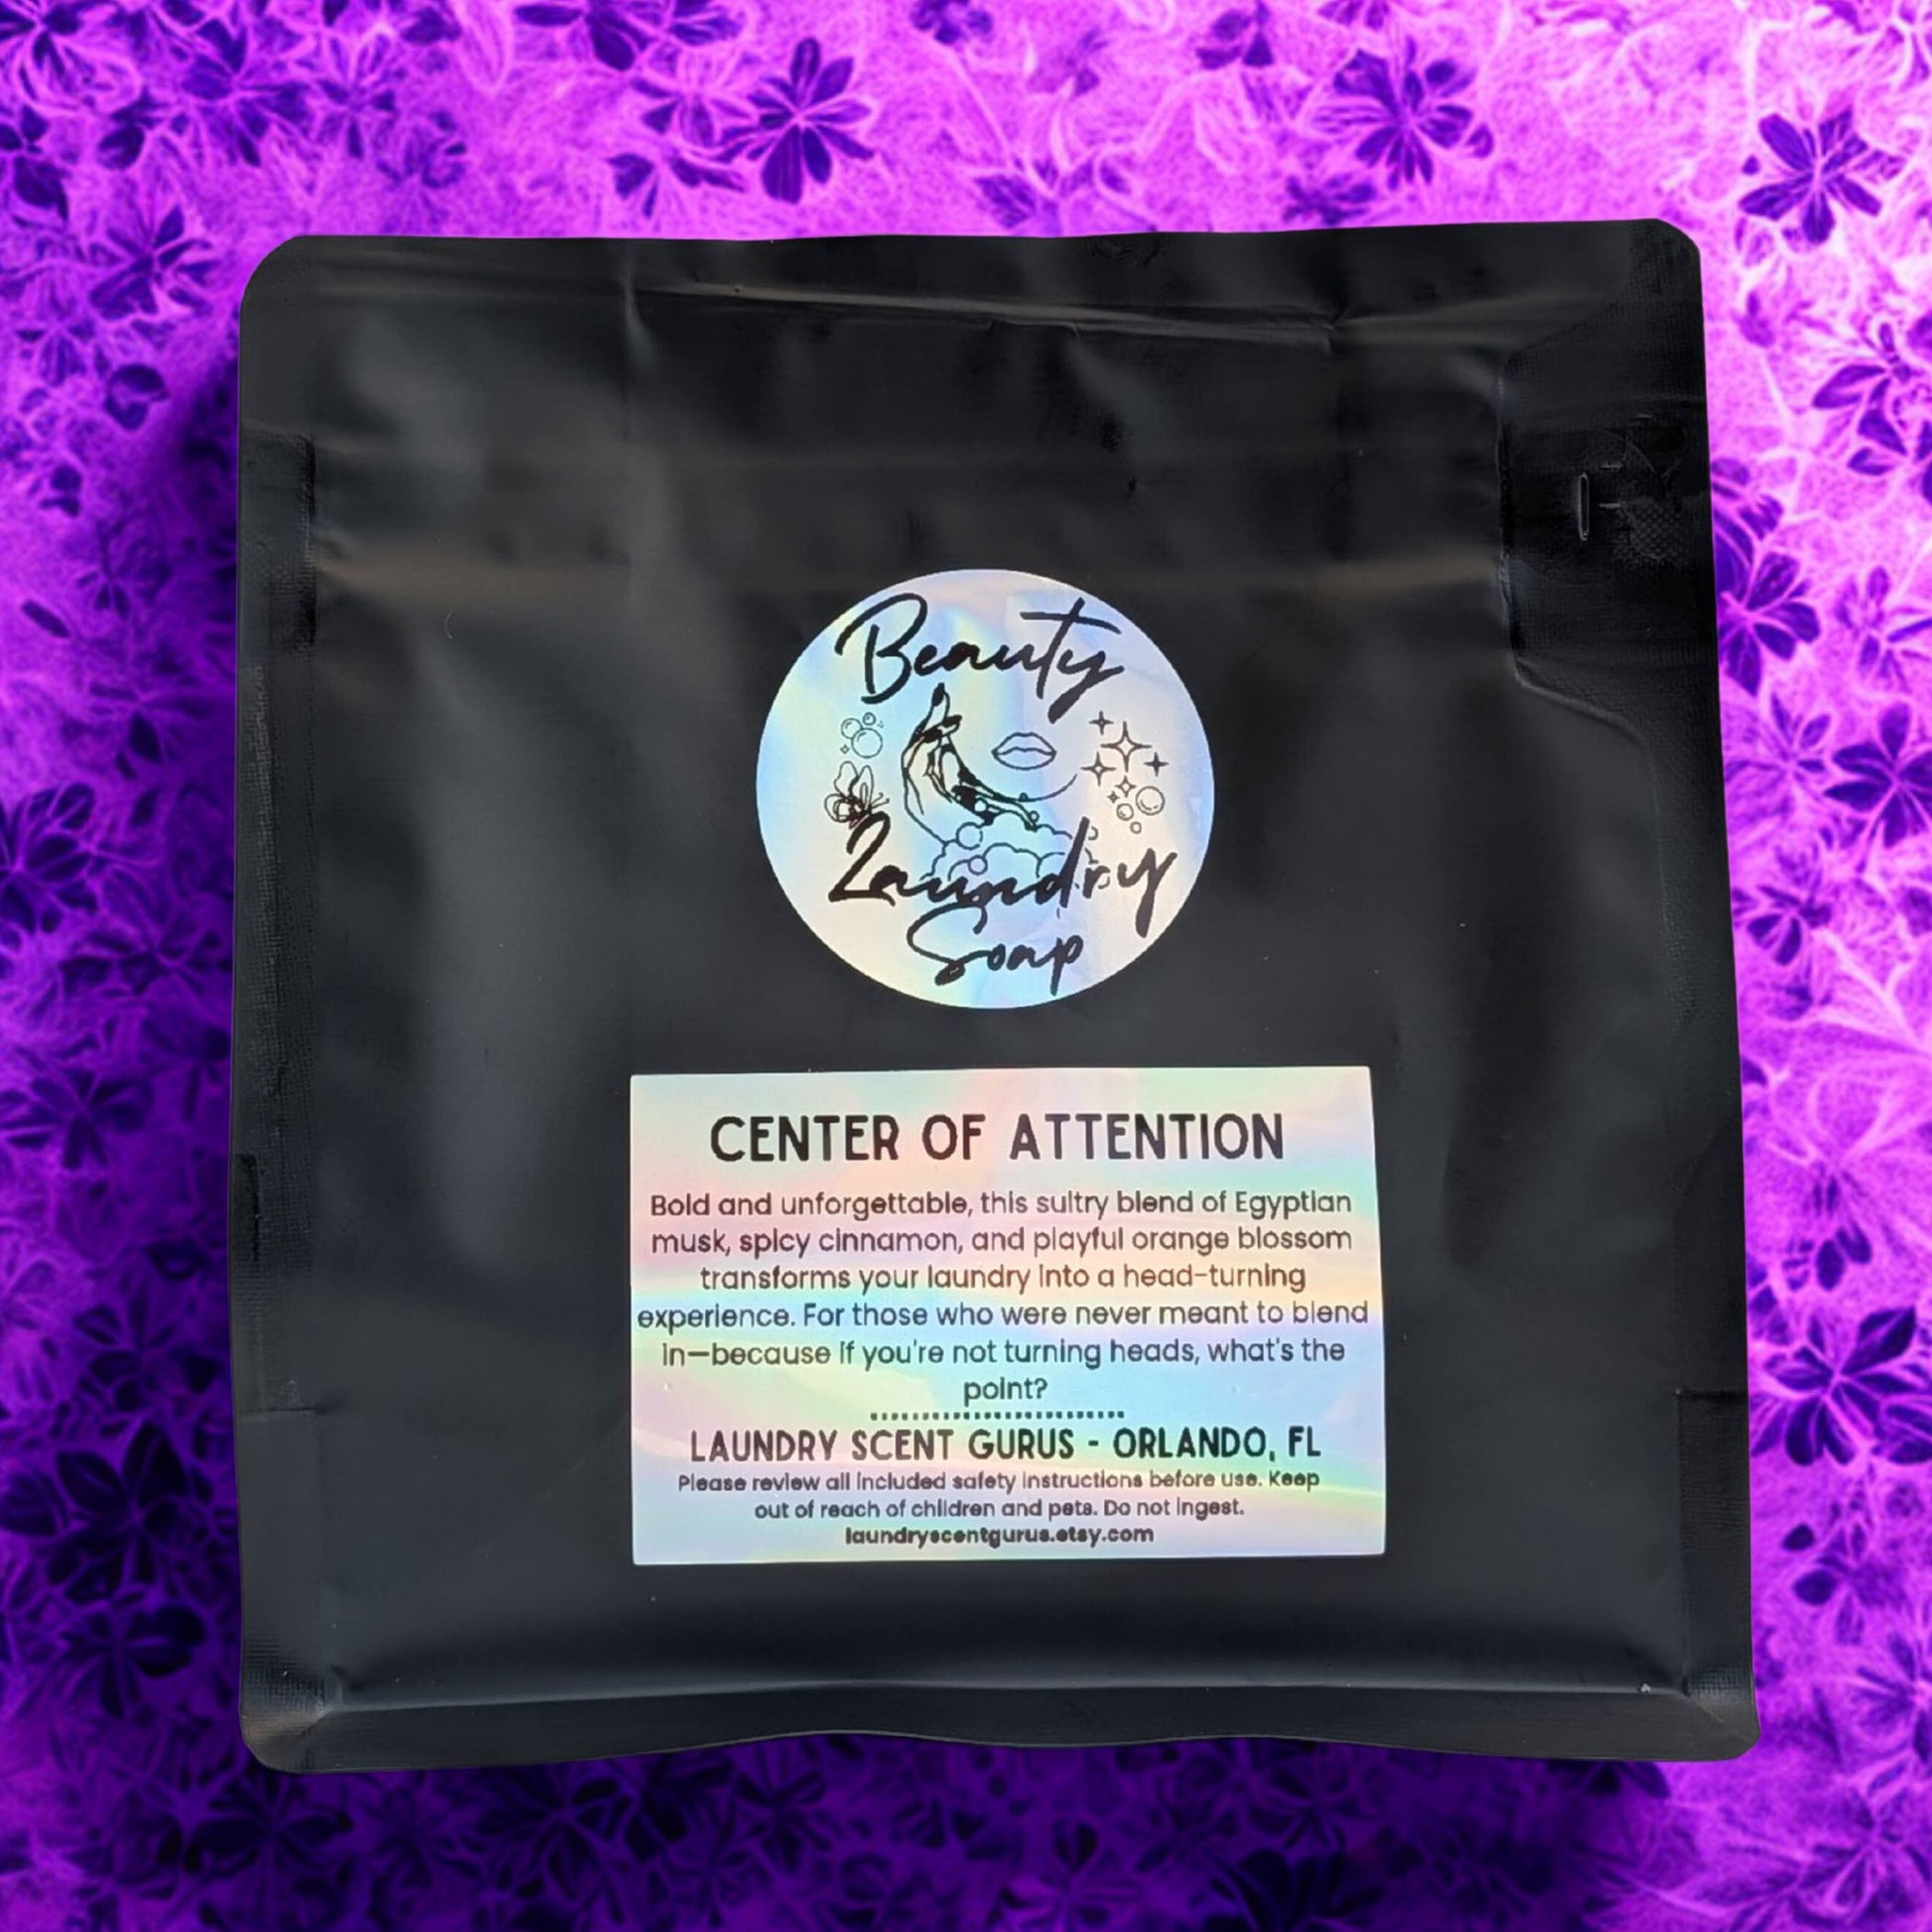 Beauty
Laundry
Soap
CENTER OF ATTENTION
Bold and unforgettable, this sultry blend of Egyptian
musk, spicy cinnamon, and playful orange blossom
transforms your laundry into a head-turning
experience. For those who were never meant to blend
in—because if you're not turning heads, what's the
point?
LAUNDRY SCENT GURUS - ORLANDO, FL
Please review all included safety instructions before use. Keep
out of reach of children and pets. Do not ingest.
laundryscentgurus.etsy.com